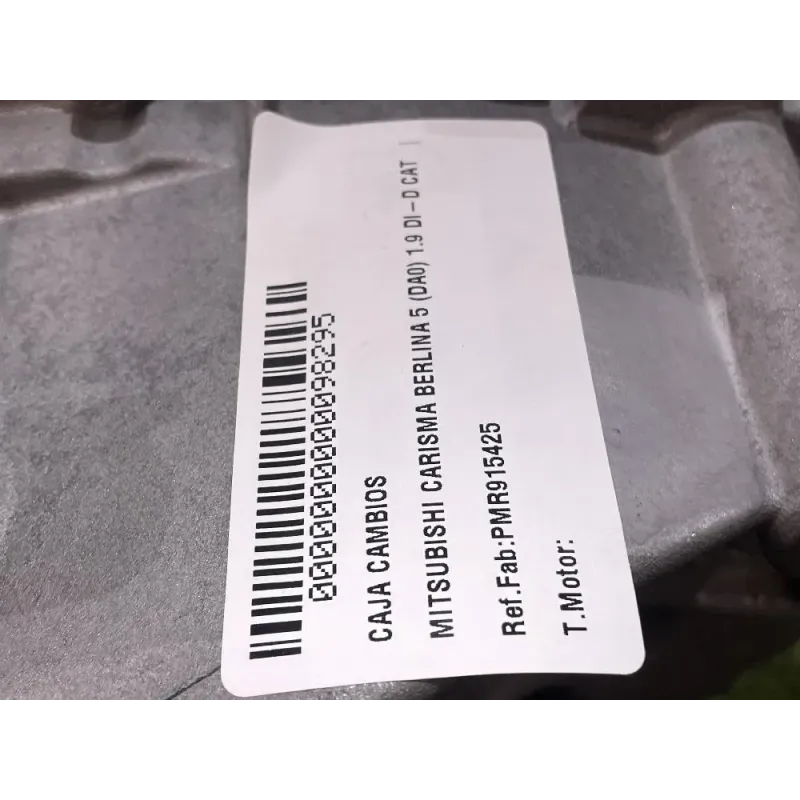 0000000000098295
CAJA CAMBIOS
MITSUBISHI CARISMA BERLINA 5 (DA0) 1.9 DI-D CAT |
Ref.Fab:PMR915425
T.Motor: